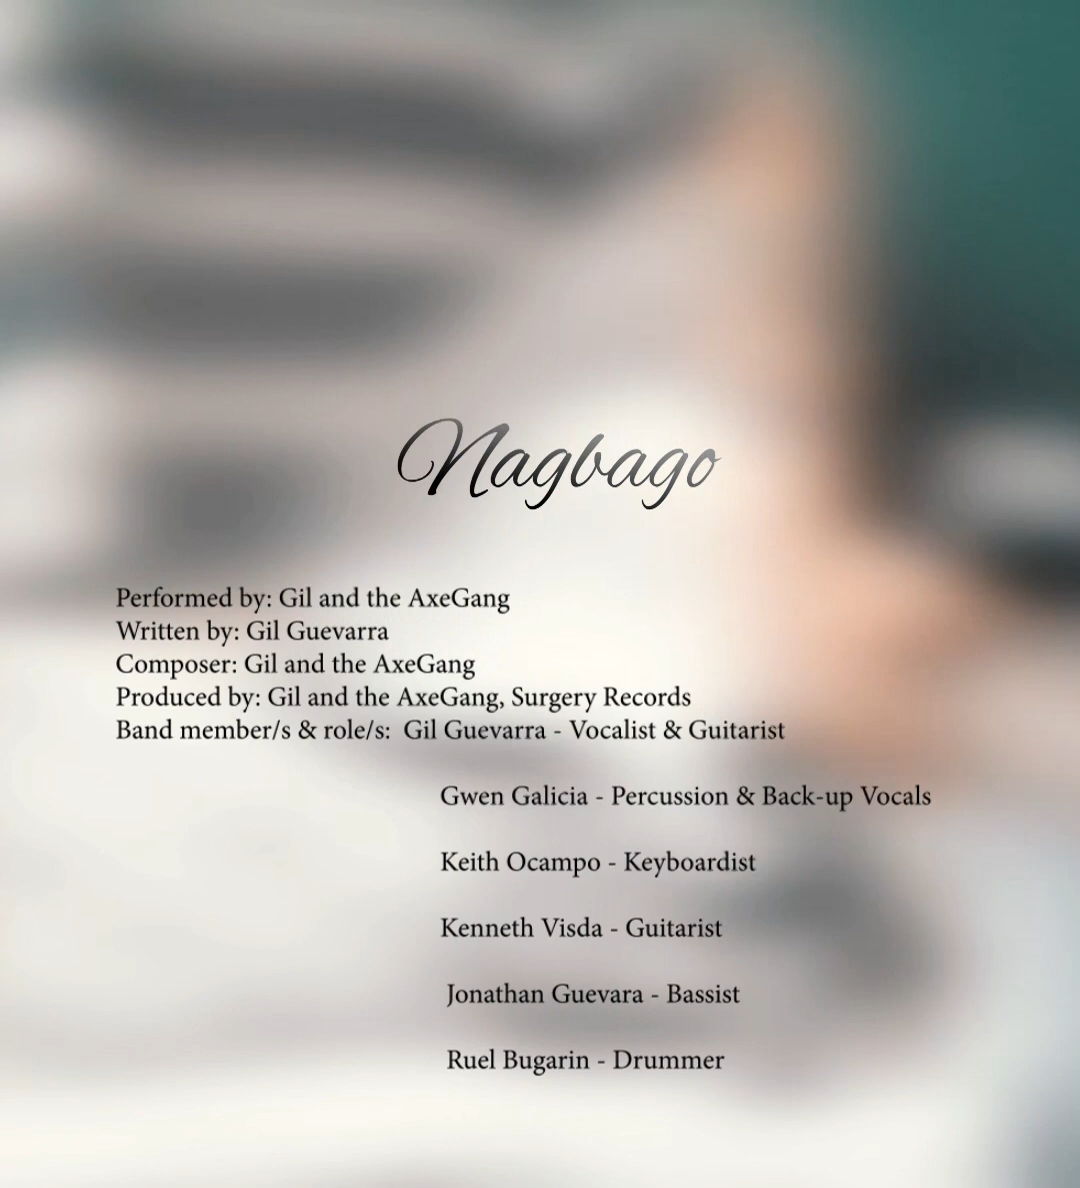 Nagbago
Performed by: Gil and the AxeGang
Written by: Gil Guevarra
Composer: Gil and the AxeGang
Produced by: Gil and the AxeGang, Surgery Records
Band member/s & role/s:  Gil Guevarra - Vocalist & Guitarist
Gwen Galicia - Percussion & Back-up Vocals
Keith Ocampo - Keyboardist
Kenneth Visda - Guitarist
Jonathan Guevara - Bassist
Ruel Bugarin - Drummer